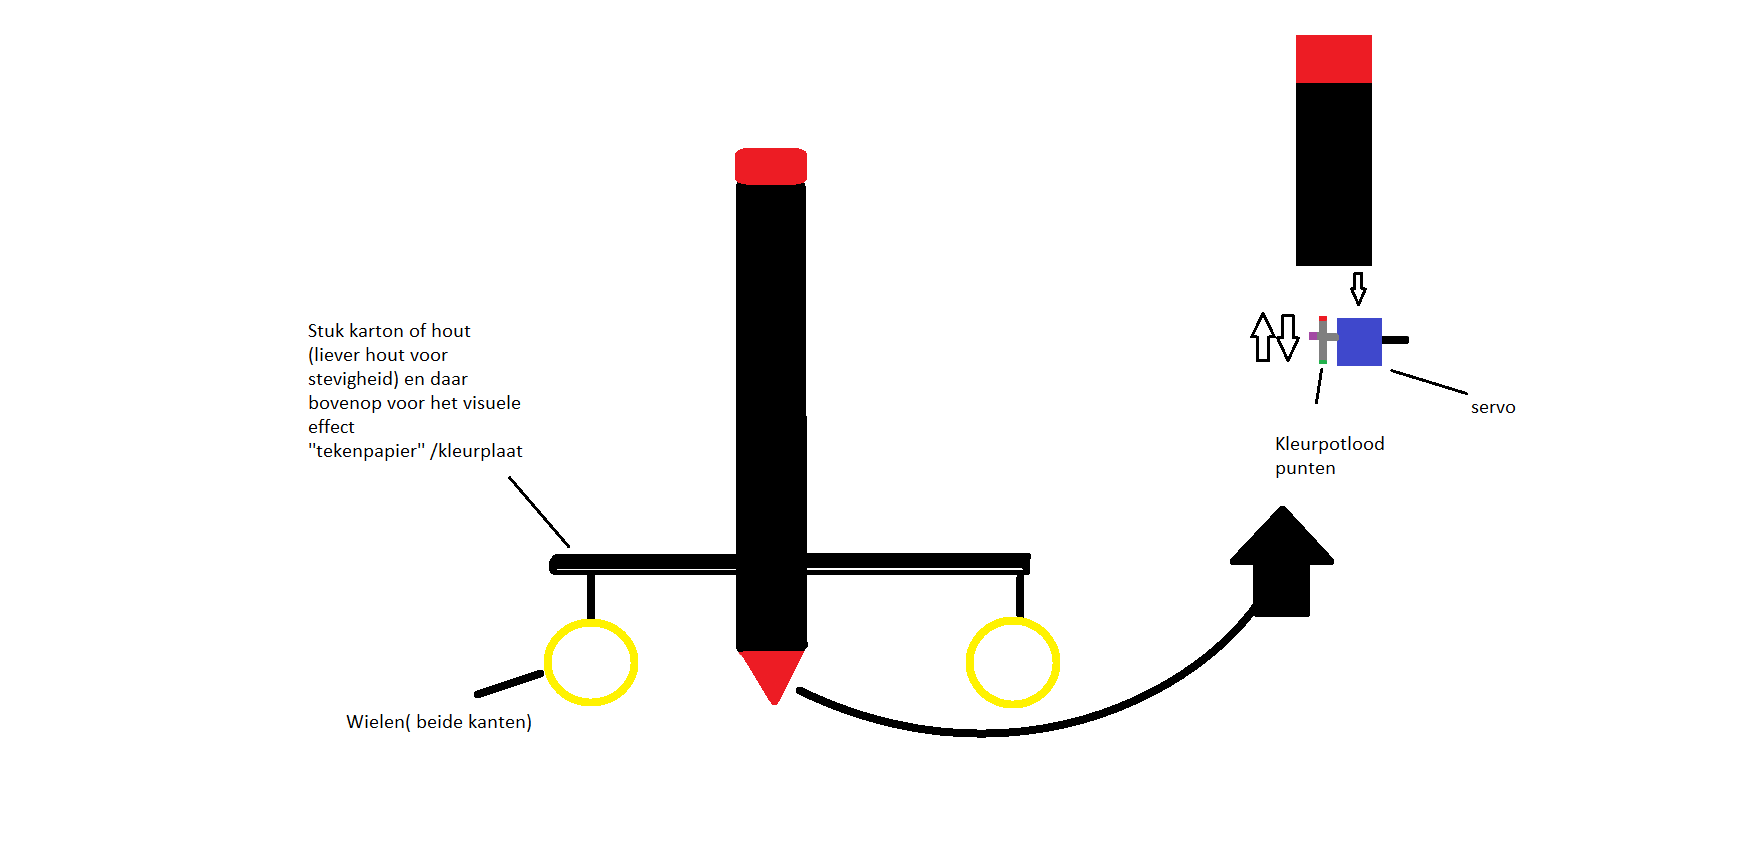 Stuk karton of hout
(liever hout voor
stevigheid) en daar
bovenop voor het visuele
effect
"tekenpapier" /kleurplaat
Wielen( beide kanten)
servo
Kleurpotlood
punten